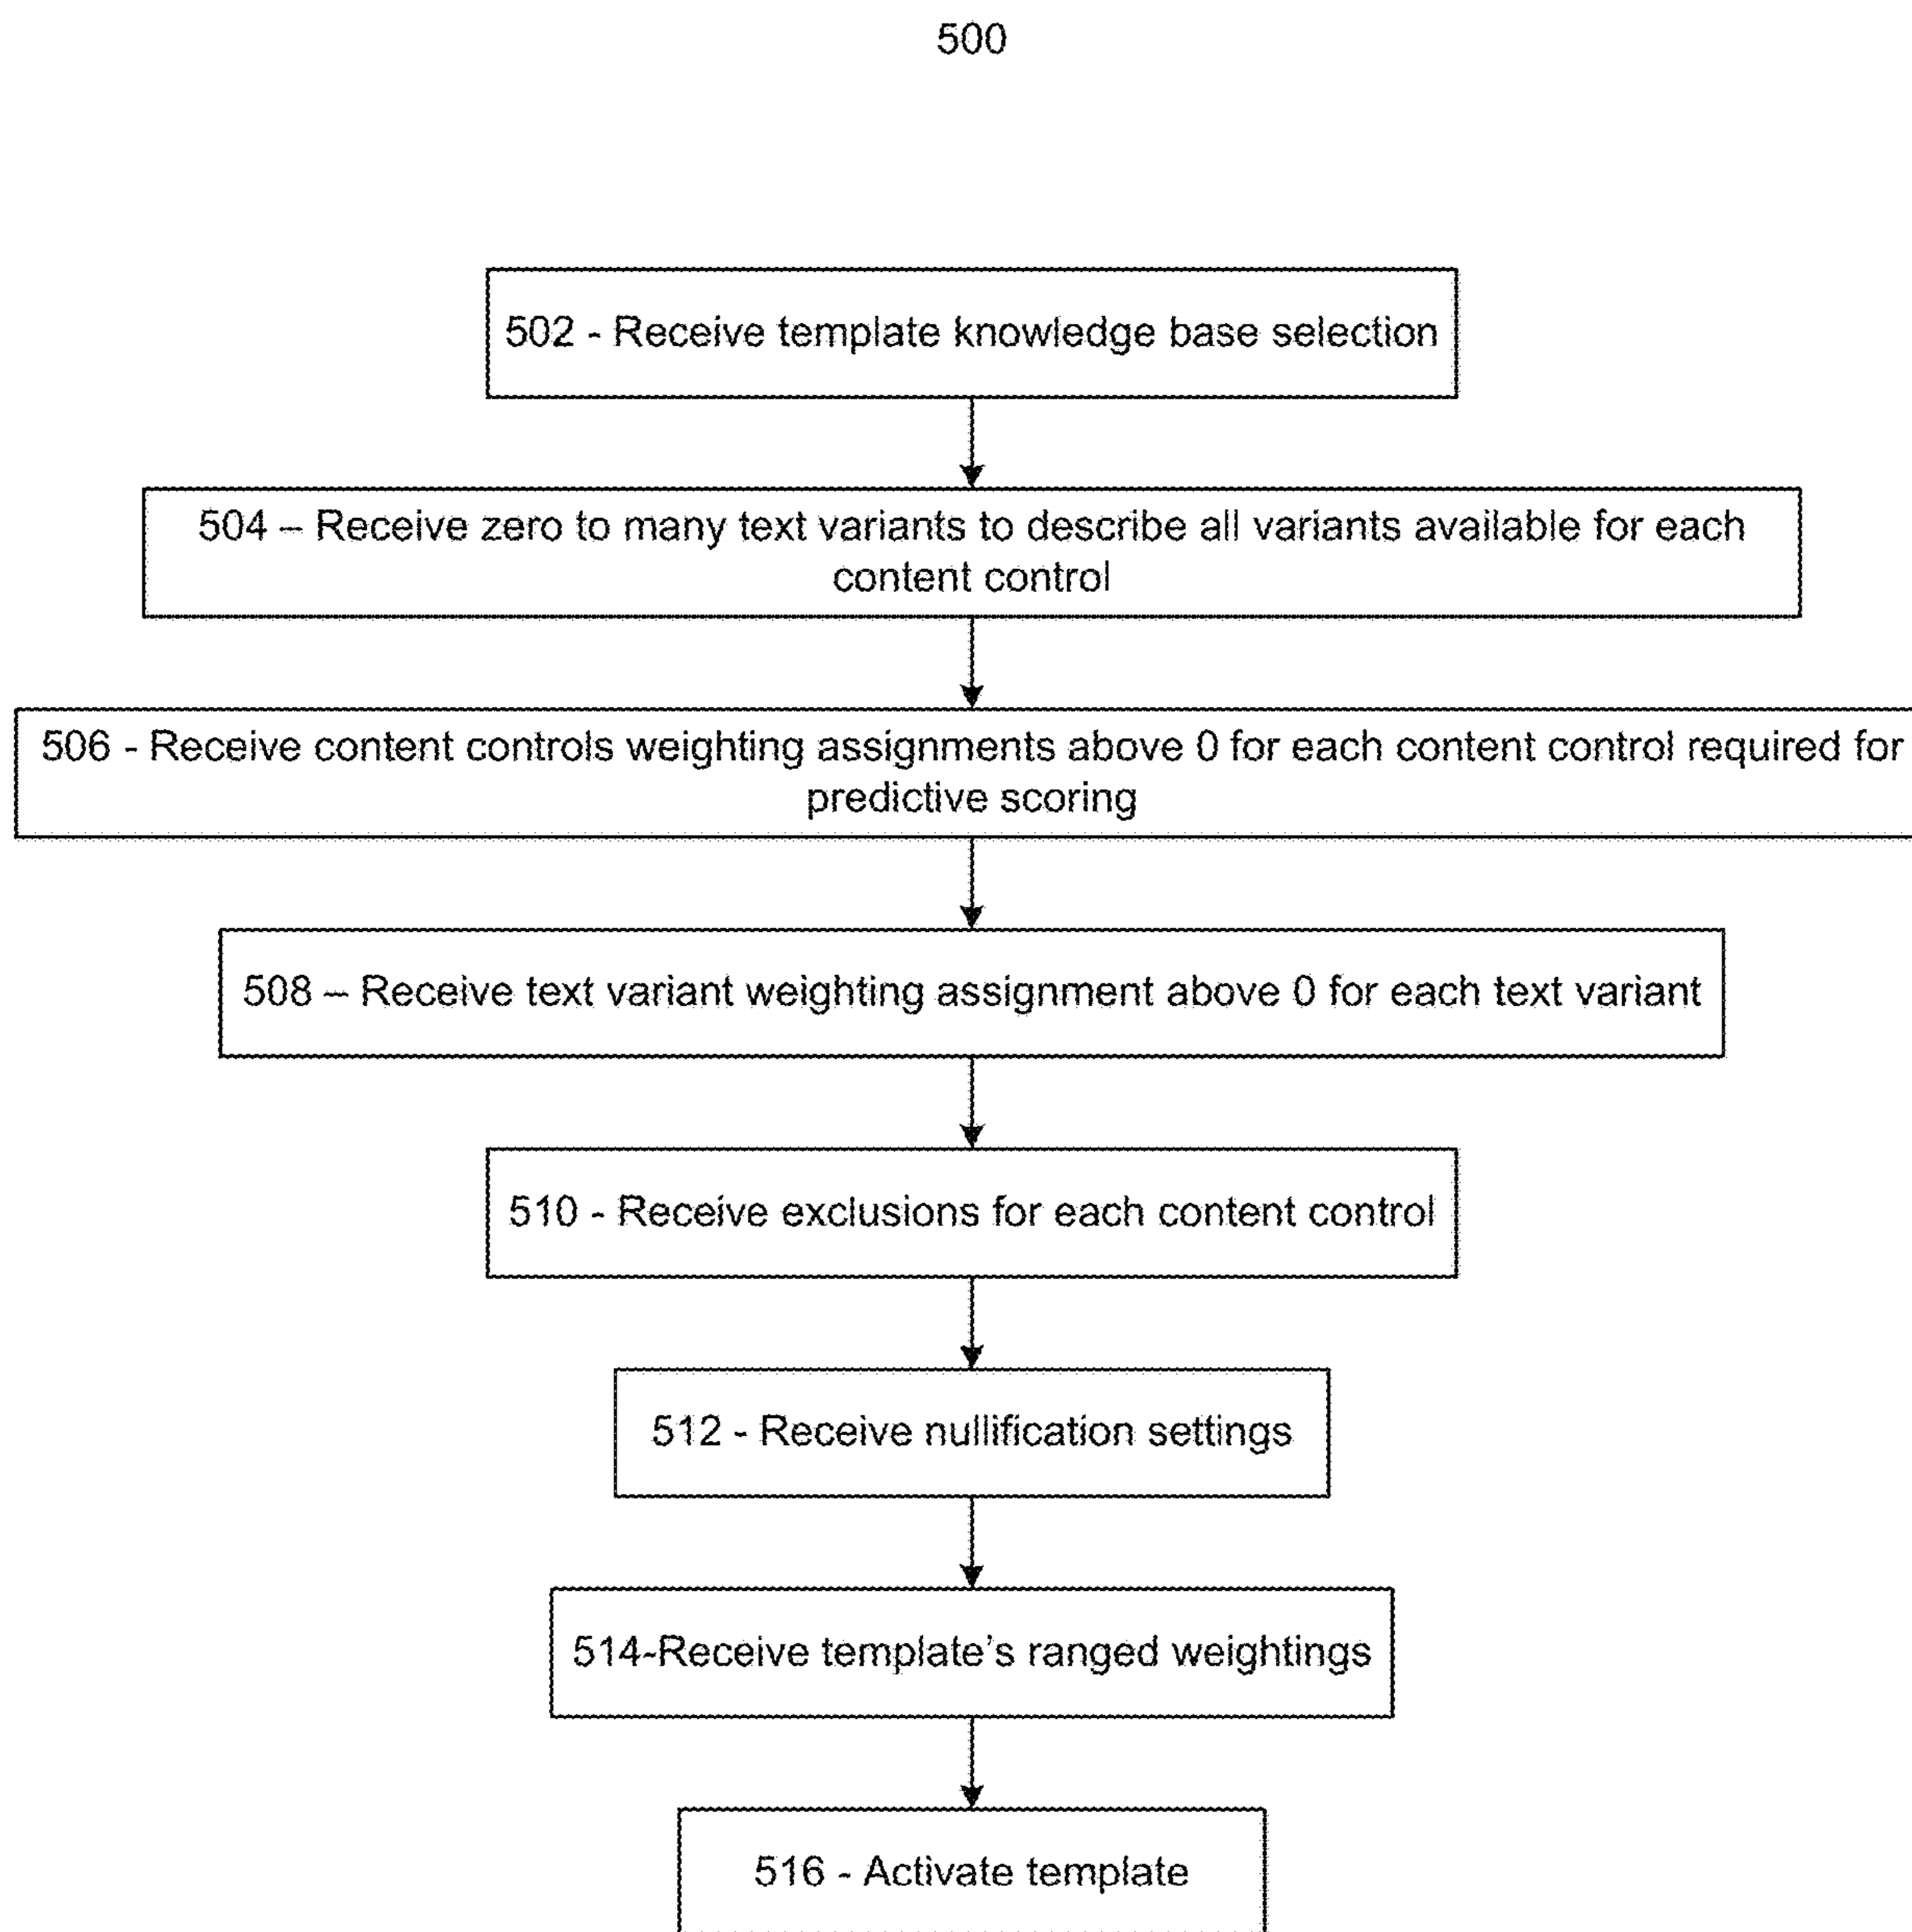 500
502 - Receive template knowledge base selection
504 – Receive zero to many text variants to describe all variants available for each
content control
506 - Receive content controls weighting assignments above 0 for each content control required for
predictive scoring
508 – Receive text variant weighting assignment above 0 for each text variant
510 - Receive exclusions for each content control
512 - Receive nullification settings
514-Receive template’s ranged weightings
516 - Activate template